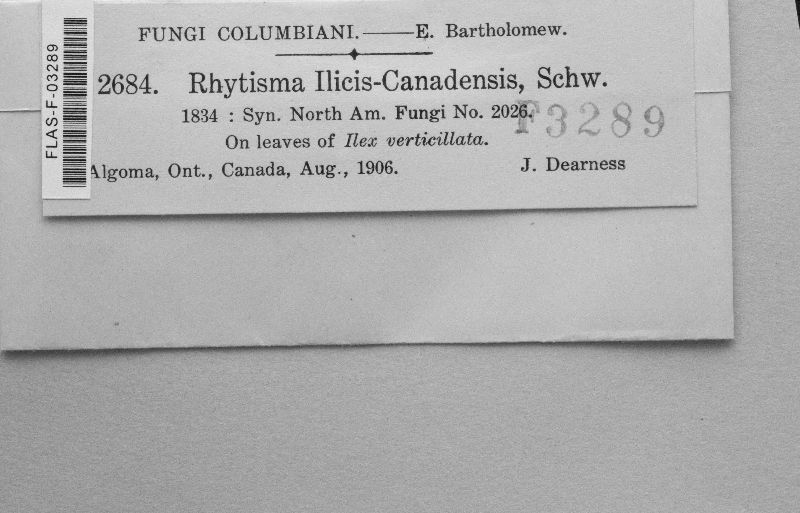 FUNGI COLUMBIANI.——E. Bartholomew.
2684. Rhytisma Ilicis-Canadensis, Schw.
1834 : Syn. North Am. Fungi No. 2026.
F3289
On leaves of Ilex verticillata.
Algoma, Ont., Canada, Aug., 1906. J. Dearness
FLAS-F-03289